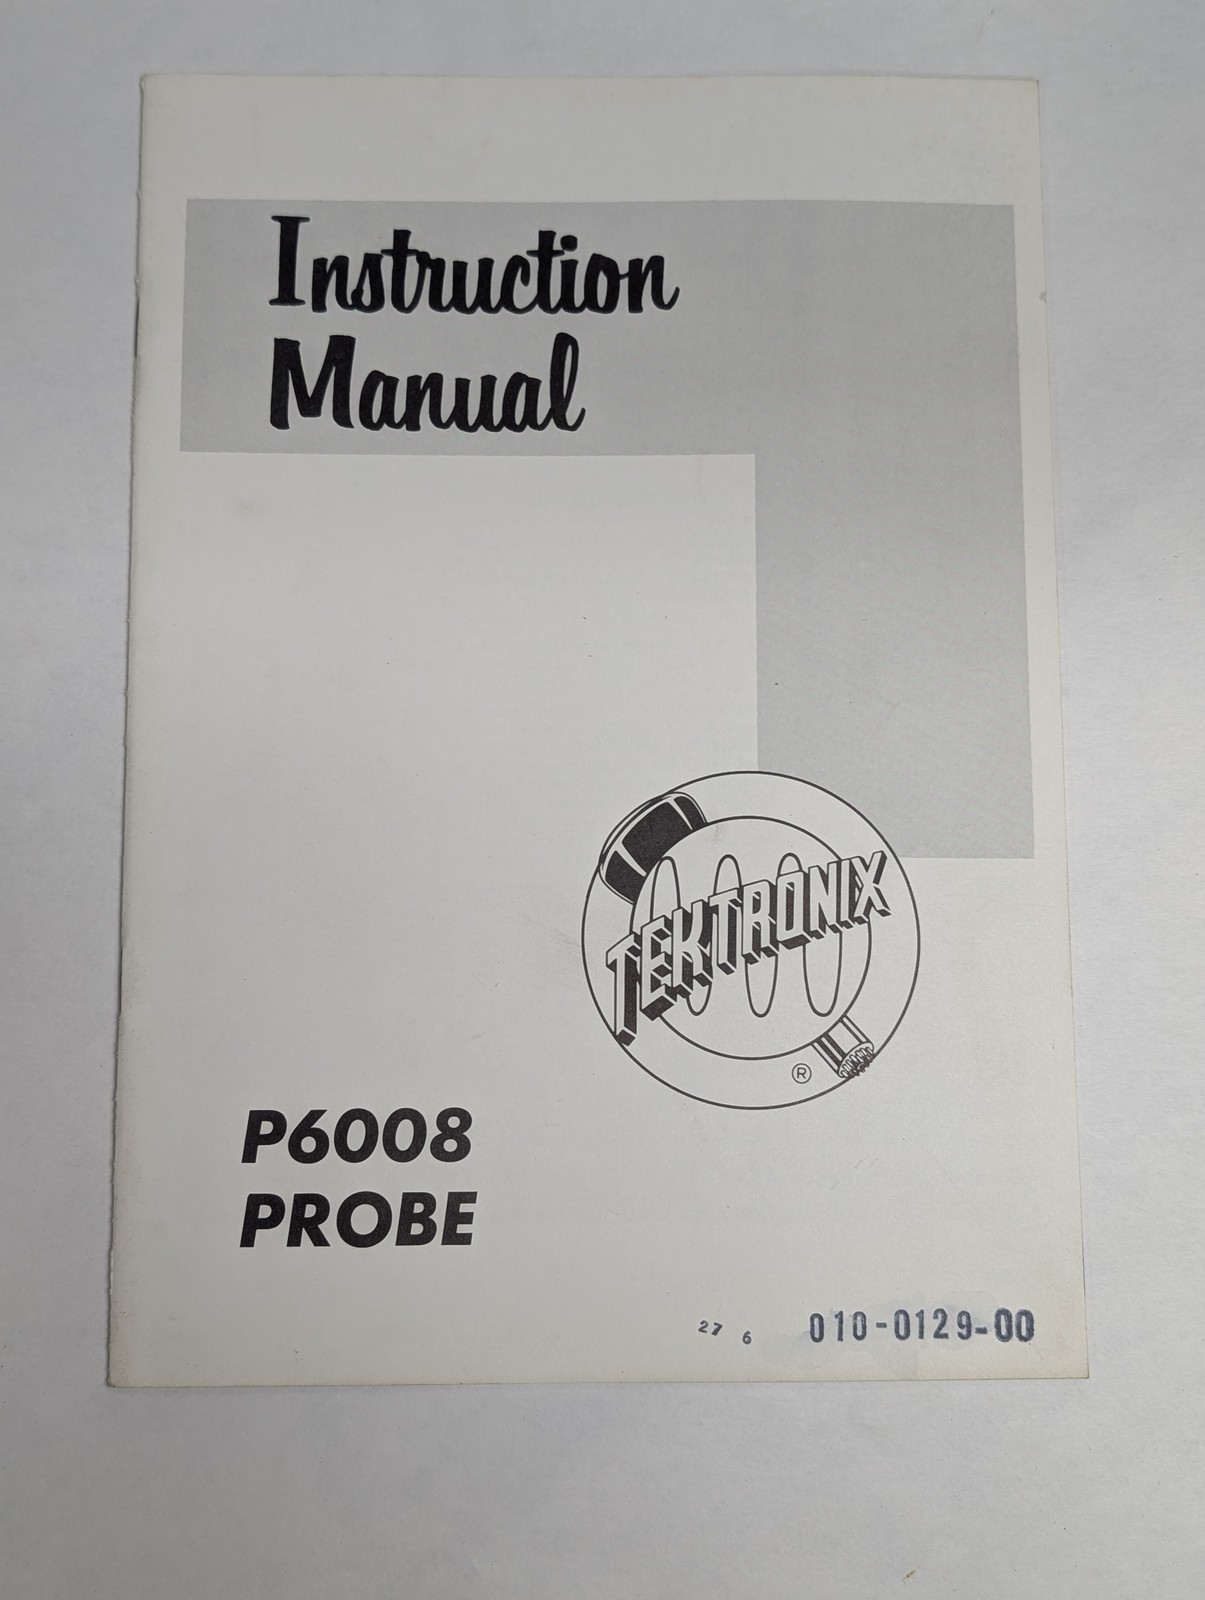 Instruction
Manual
TEKTRONIX
®
P6008
PROBE
27 6 010-0129-00